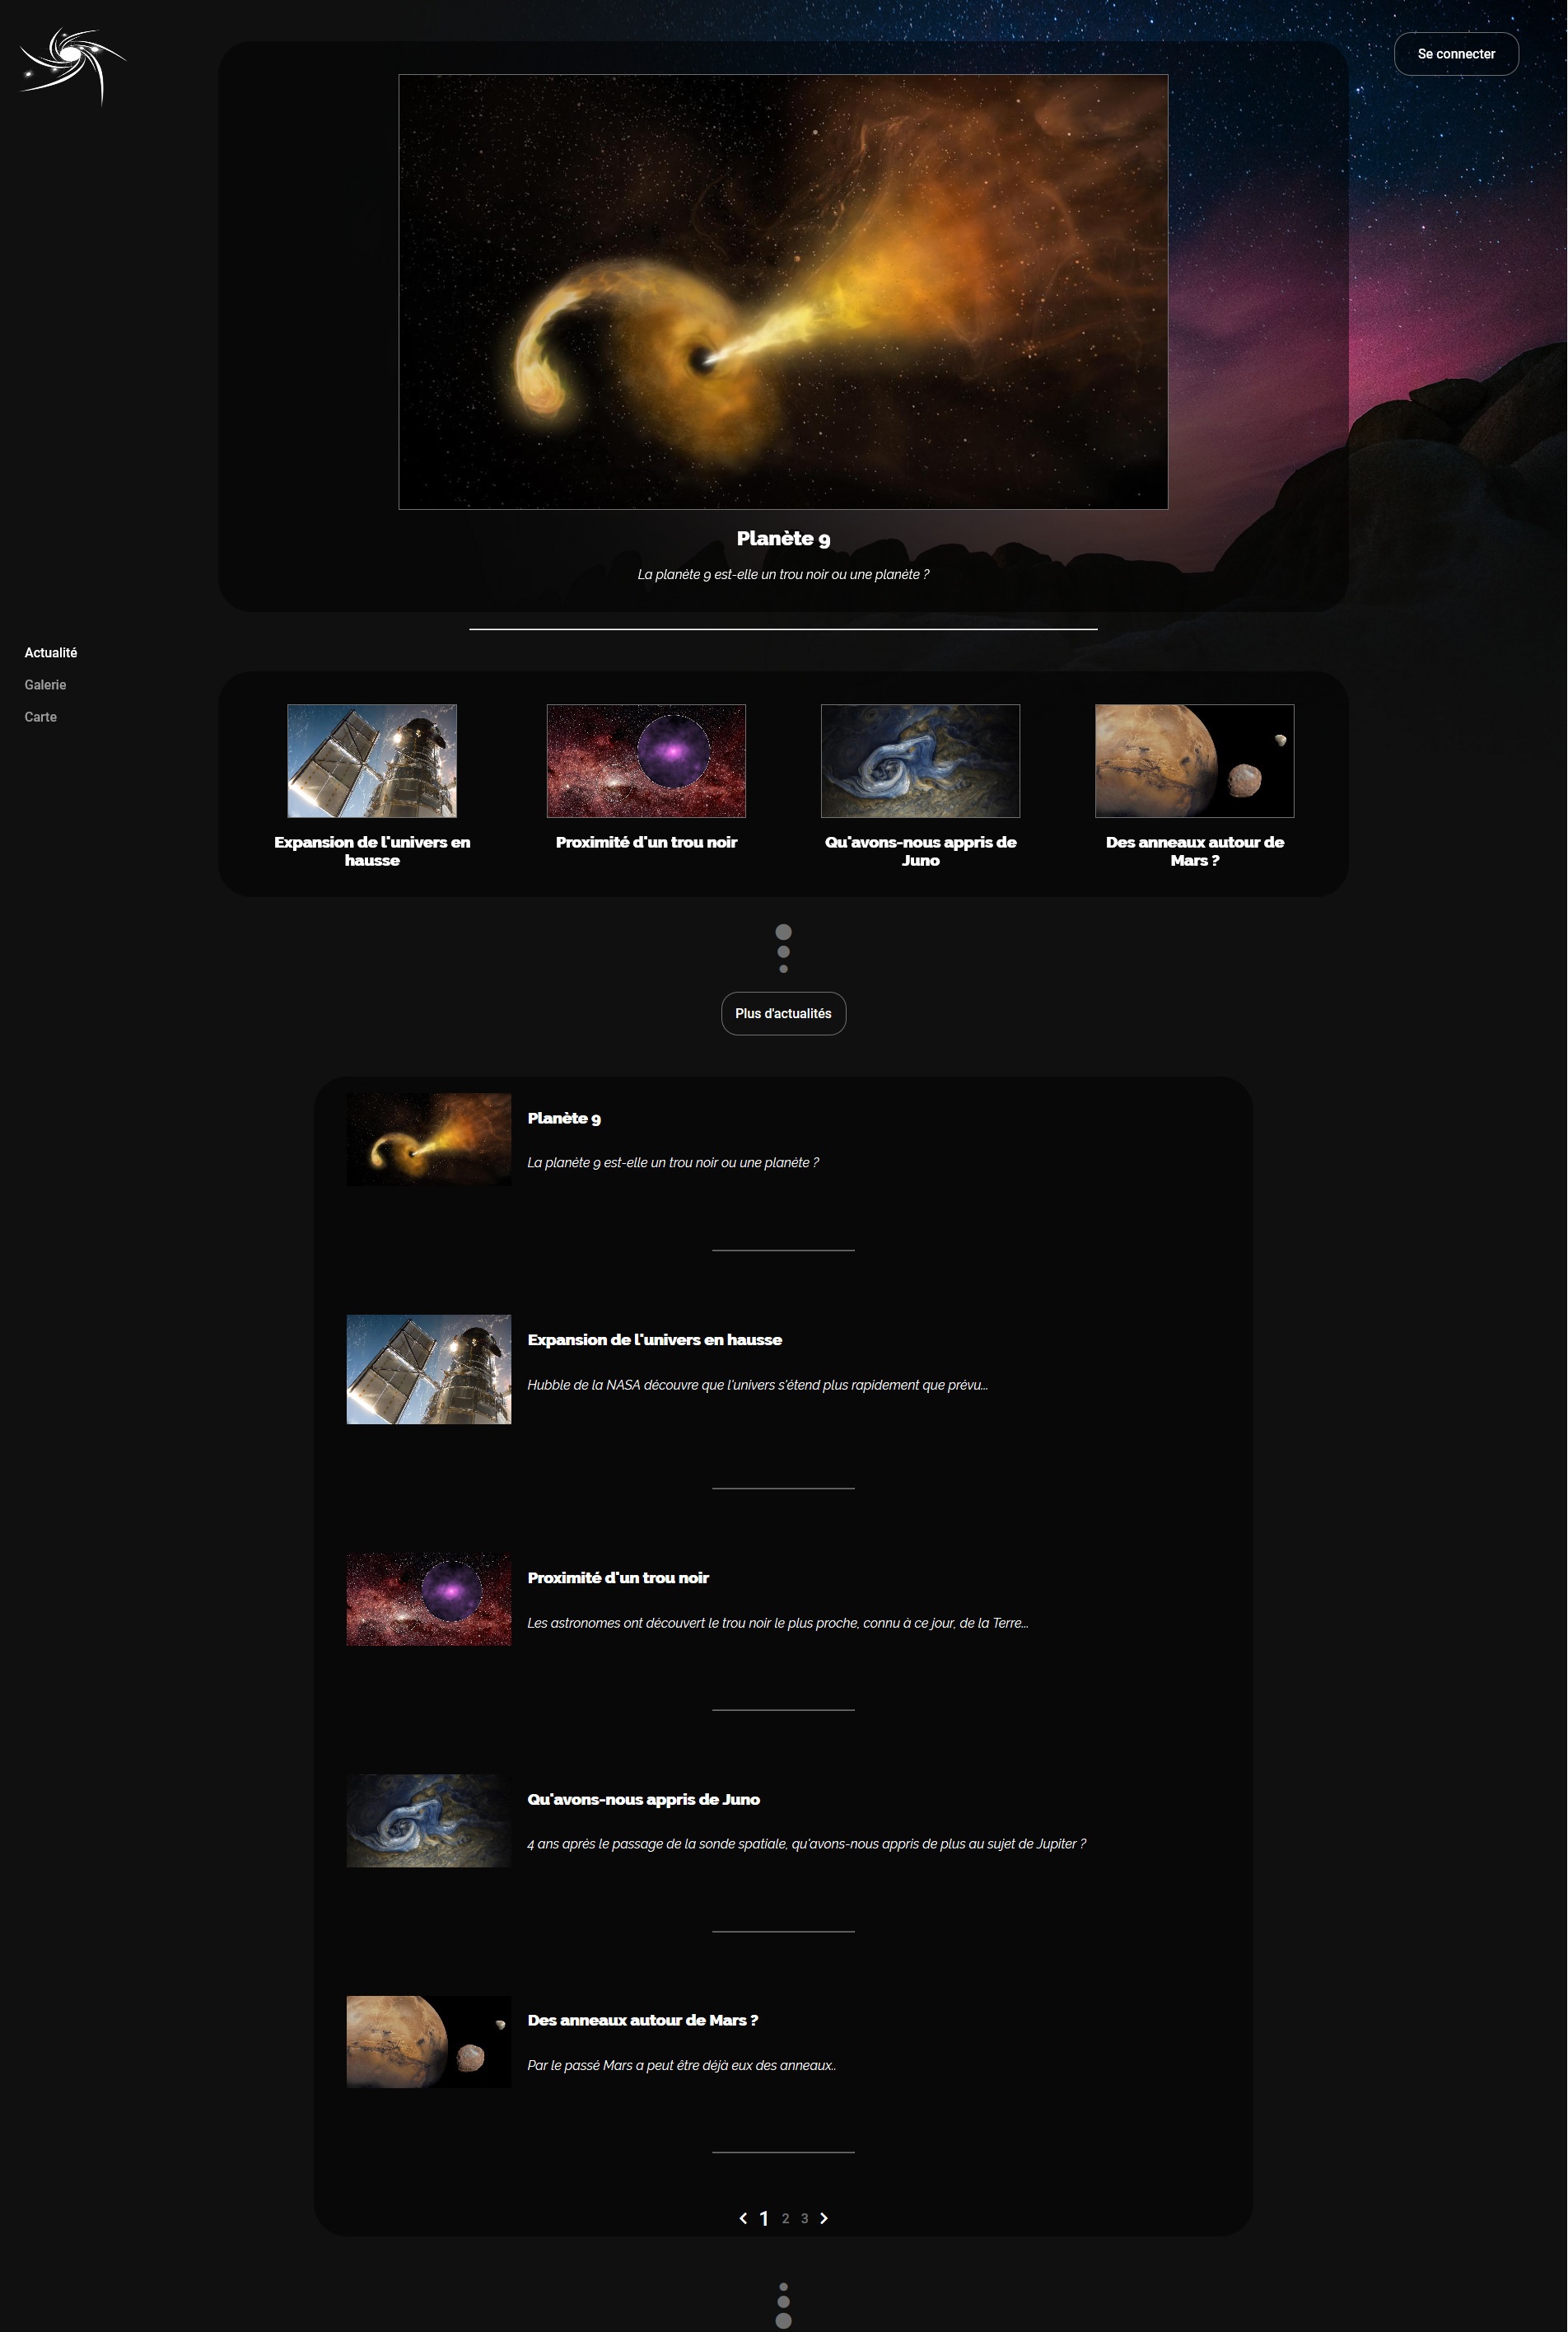 Se connecter
Planète 9
La planète 9 est-elle un trou noir ou une planète ?
Actualité
Galerie
Carte
Expansion de l'univers en
hausse
Proximité d'un trou noir
Qu'avons-nous appris de
Juno
Des anneaux autour de
Mars ?
Plus d'actualités
Planète 9
La planète 9 est-elle un trou noir ou une planète ?
Expansion de l'univers en hausse
Hubble de la NASA découvre que l'univers s'étend plus rapidement que prévu...
Proximité d'un trou noir
Les astronomes ont découvert le trou noir le plus proche, connu à ce jour, de la Terre...
Qu'avons-nous appris de Juno
4 ans après le passage de la sonde spatiale, qu'avons-nous appris de plus au sujet de Jupiter ?
Des anneaux autour de Mars ?
Par le passé Mars a peut être déjà eux des anneaux..
1 2 3